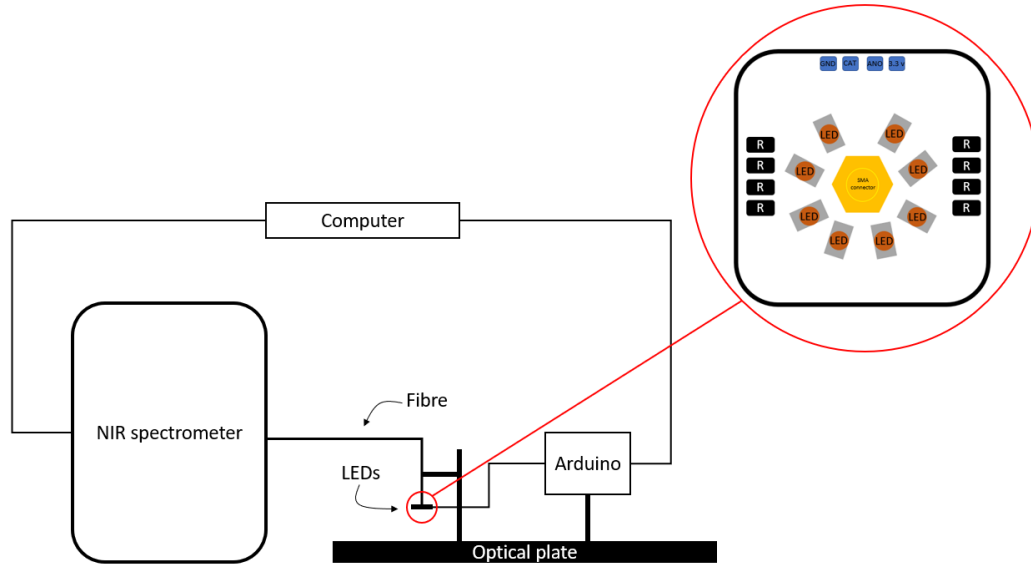 GND CAT ANO 3.3 v
LED LED
R R
LED LED
R R
SMA
connector
R R
R R
LED LED
LED LED
Computer
Fibre
NIR spectrometer
LEDs
Arduino
Optical plate